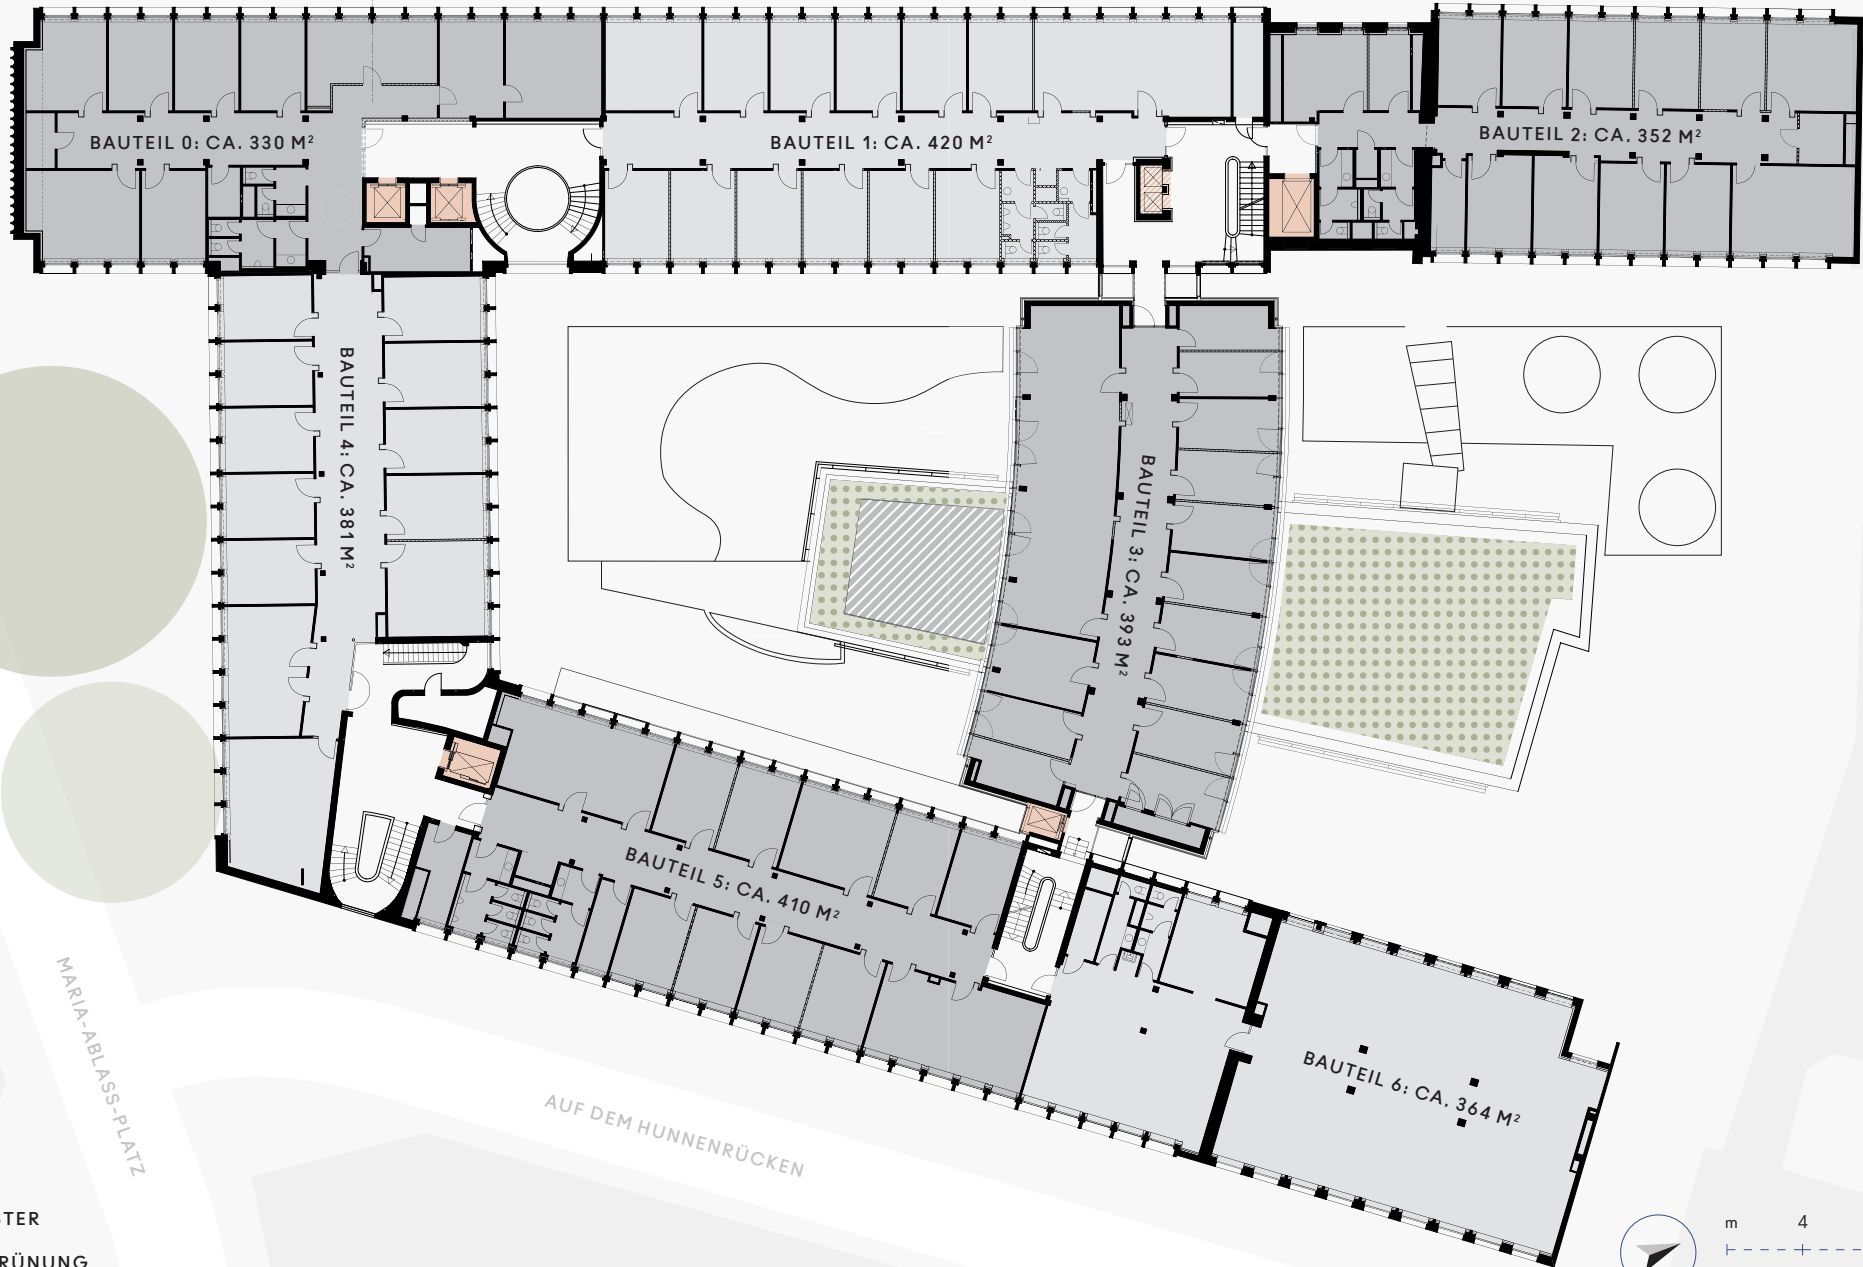 BAUTEIL 0: CA. 330 M²
BAUTEIL 1: CA. 420 M²
BAUTEIL 2: CA. 352 M²
BAUTEIL 4: CA. 381 M²
BAUTEIL 3: CA. 393 M²
BAUTEIL 5: CA. 410 M²
BAUTEIL 6: CA. 364 M²
MARIA-ABLASS-PLATZ
AUF DEM HUNNENRÜCKEN
STER
RÜNUNG
m 4